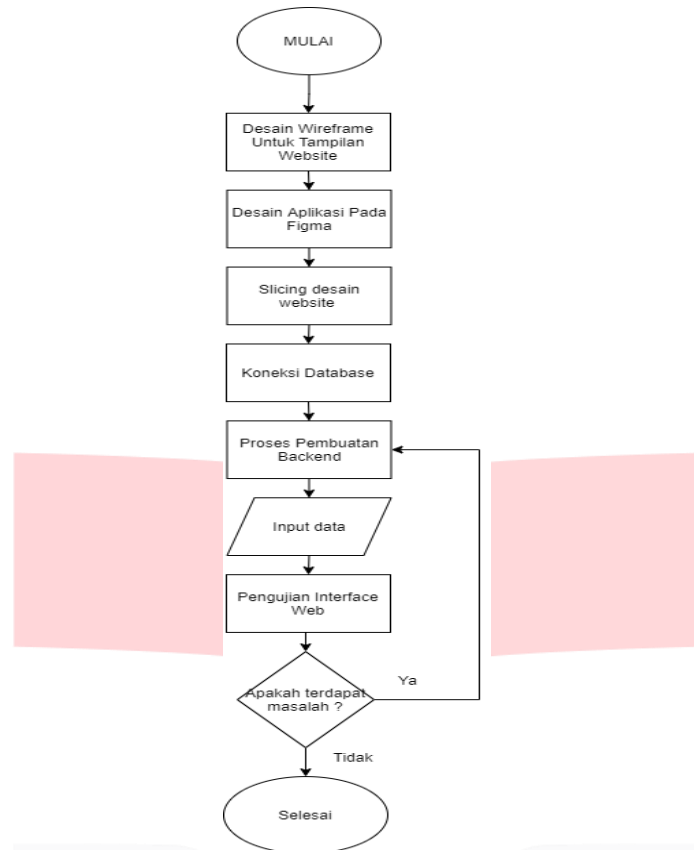 MULAI
Desain Wireframe
Untuk Tampilan
Website
Desain Aplikasi Pada
Figma
Slicing desain
website
Koneksi Database
Proses Pembuatan
Backend
Input data
Pengujian Interface
Web
Apakah terdapat
masalah ?
Ya
Tidak
Selesai